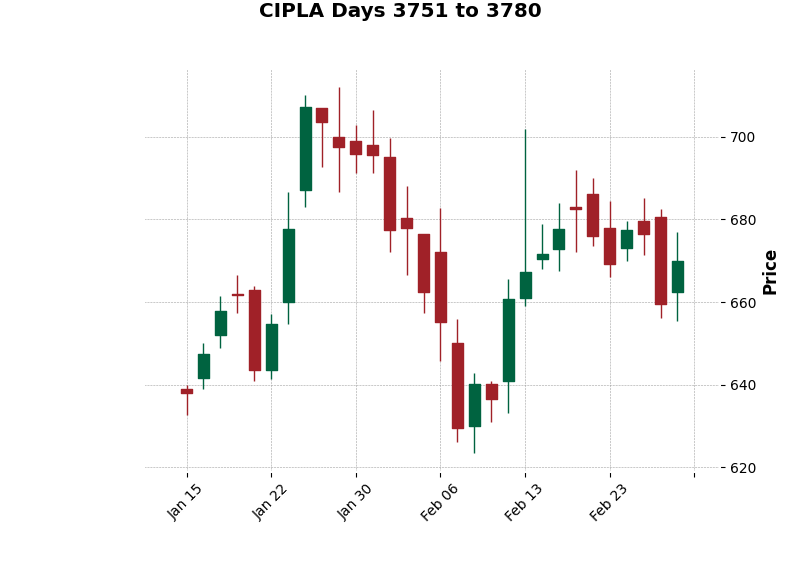 CIPLA Days 3751 to 3780
700
680
660
640
620
Price
Jan 15
Jan 22
Jan 30
Feb 06
Feb 13
Feb 23